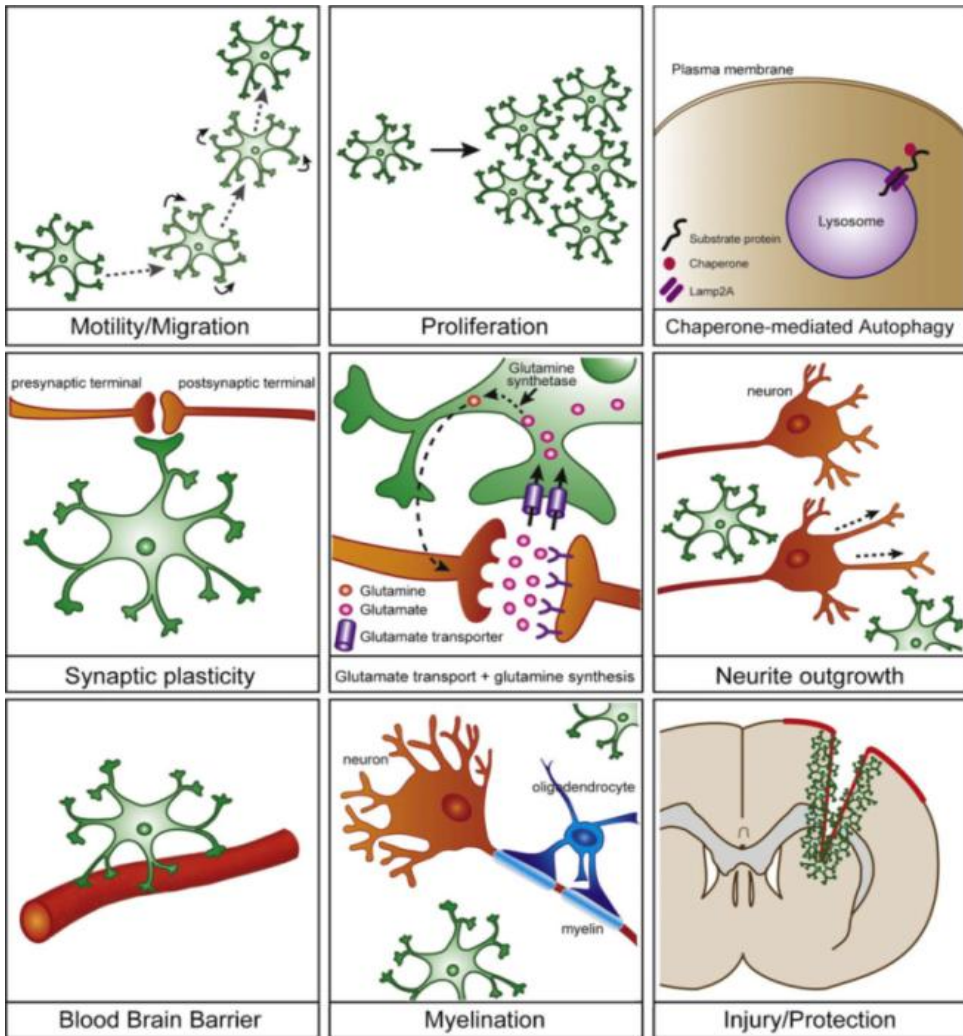 Motility/Migration
Proliferation
Plasma membrane
Lysosome
Substrate protein
Chaperone
Lamp2A
Chaperone-mediated Autophagy
presynaptic terminal
postsynaptic terminal
Synaptic plasticity
Glutamine
synthetase
Glutamine
Glutamate
Glutamate transporter
Glutamate transport + glutamine synthesis
neuron
Neurite outgrowth
Blood Brain Barrier
neuron
oligodendrocyte
myelin
Myelination
Injury/Protection